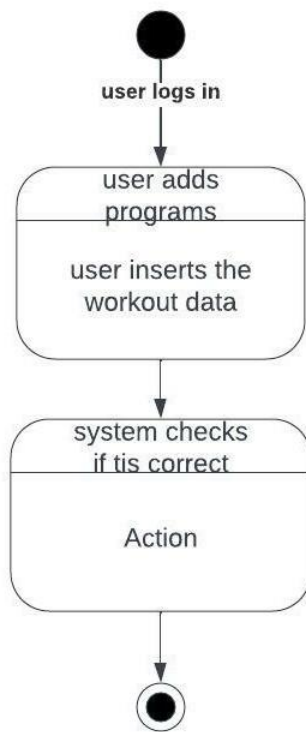 user logs in
user adds
programs
user inserts the
workout data
system checks
if tis correct
Action